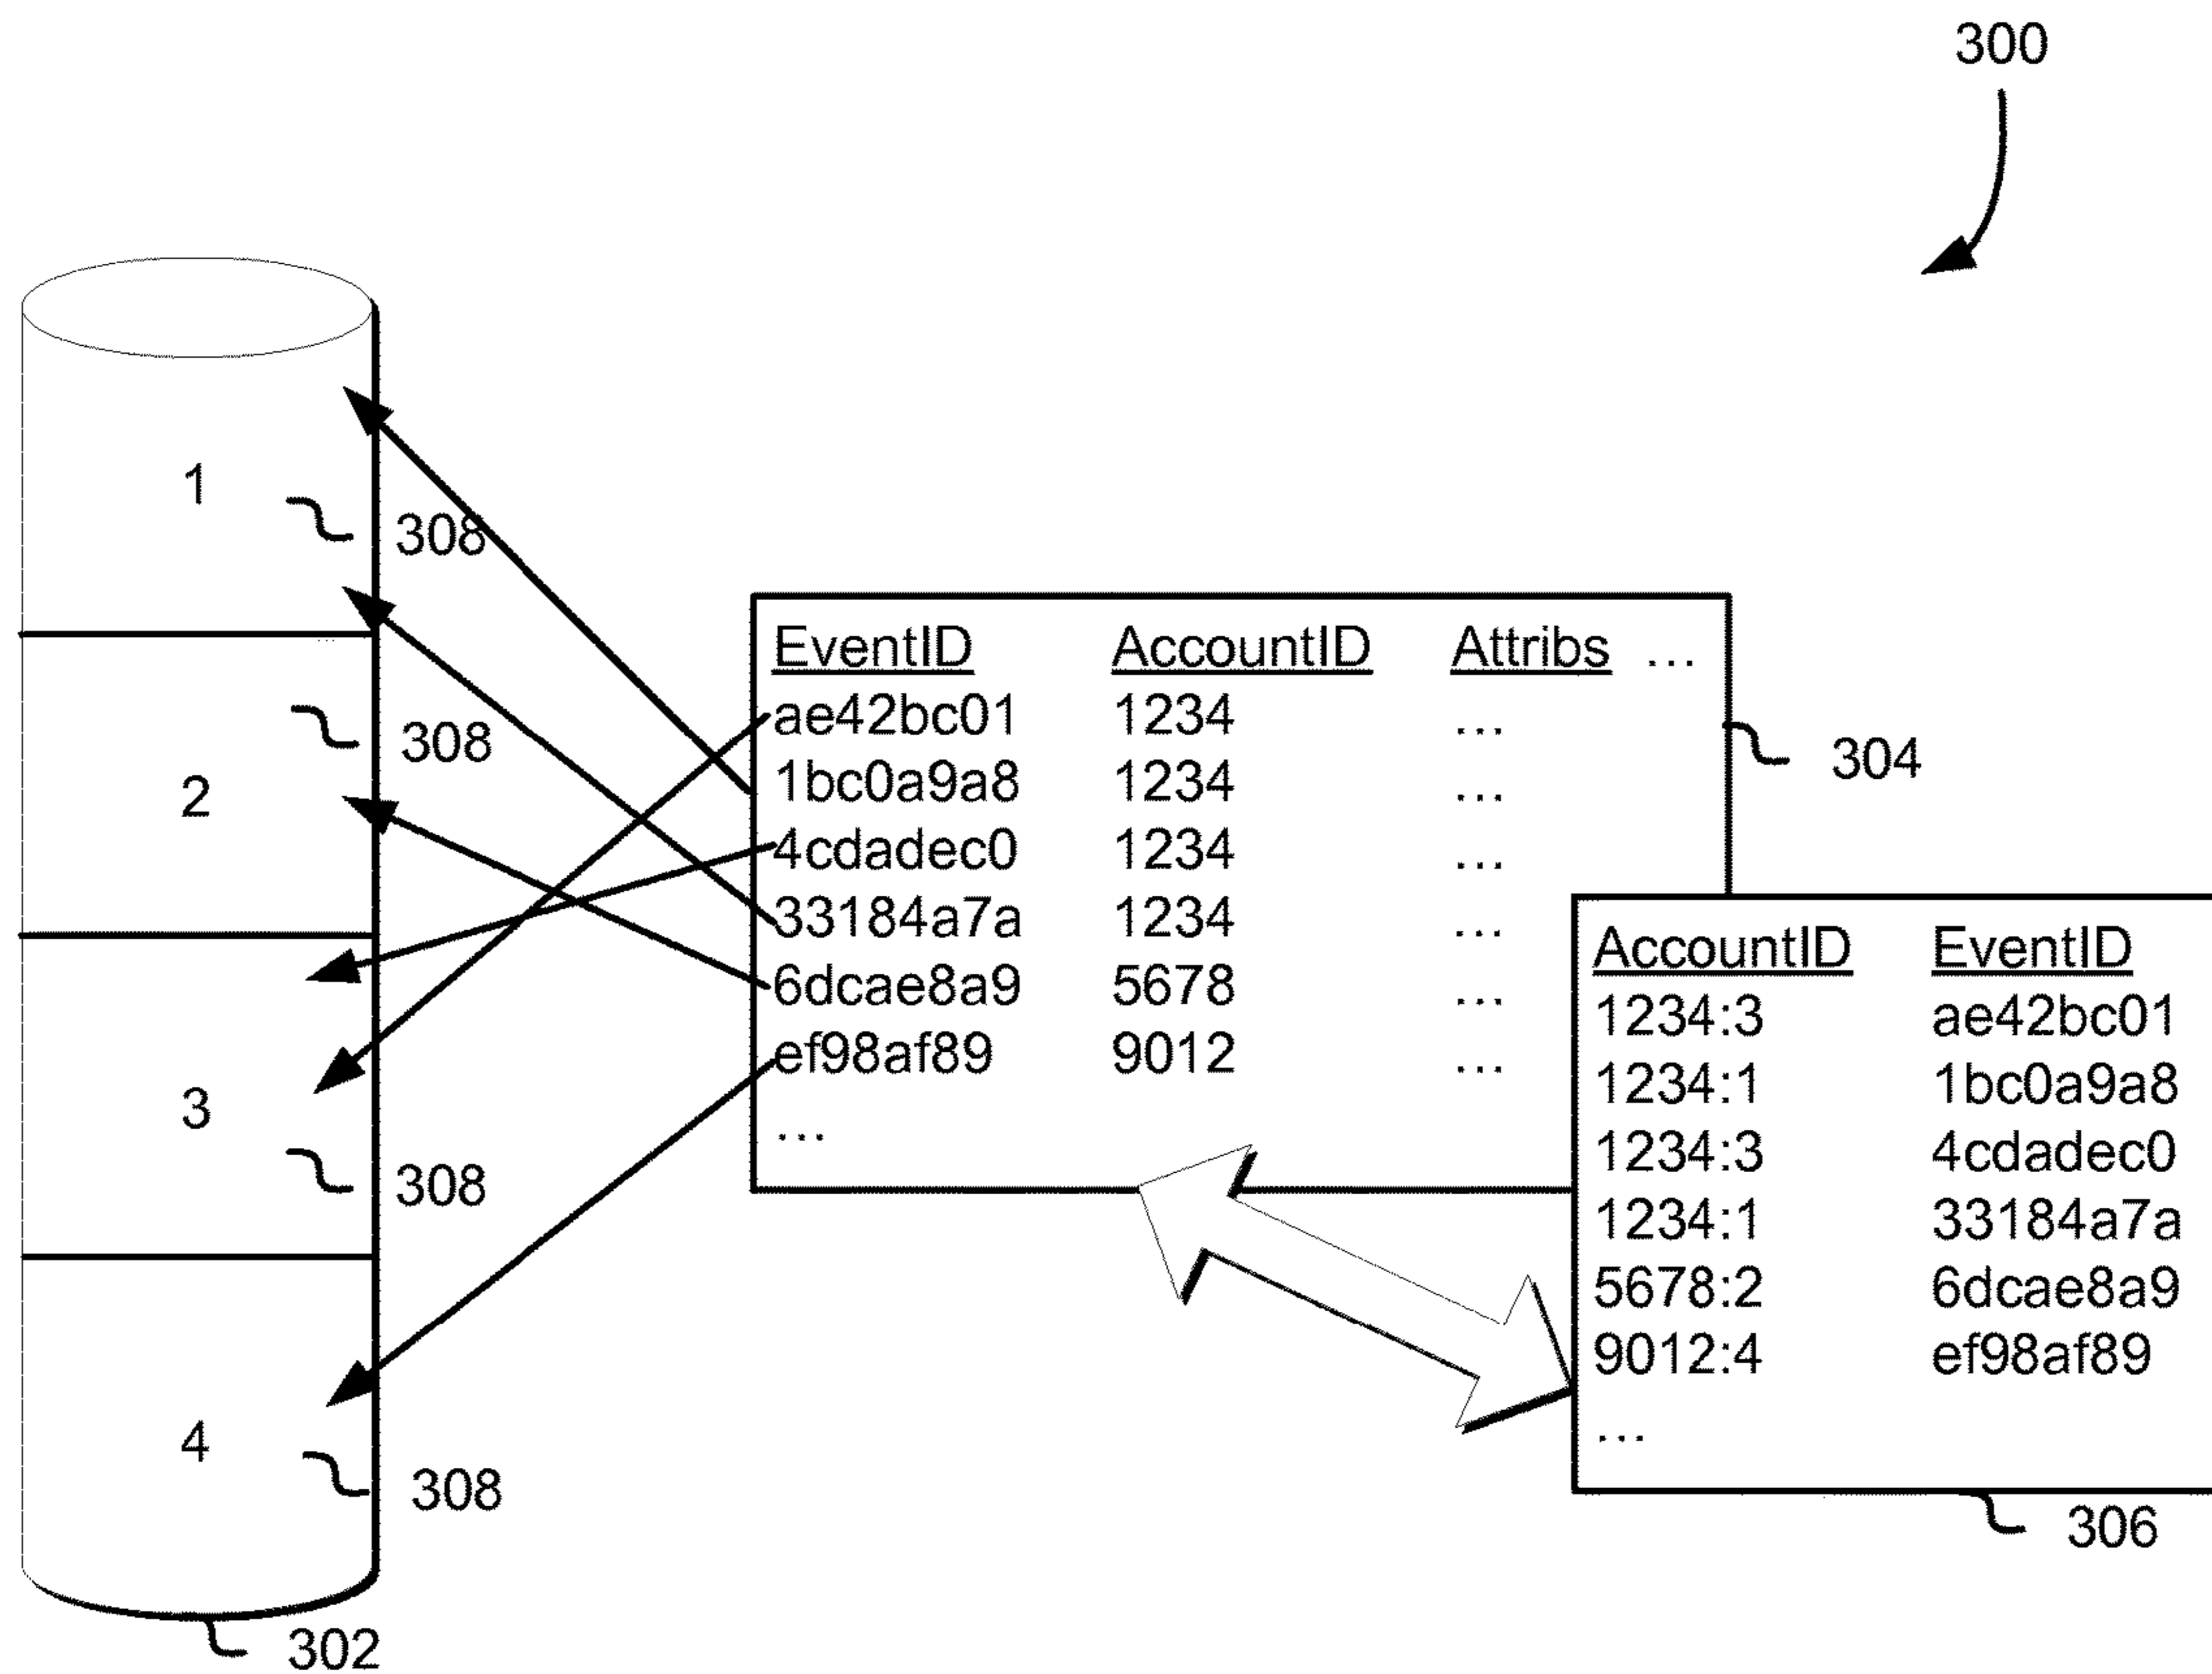 300
1
308
308
2
3
308
4
308
302
EventID AccountID Attribs ...
ae42bc01 1234 ...
1bc0a9a8 1234 ...
4cdadec0 1234 ...
33184a7a 1234 ...
6dcae8a9 5678 ...
ef98af89 9012 ...
...
304
AccountID EventID
1234:3 ae42bc01
1234:1 1bc0a9a8
1234:3 4cdadec0
1234:1 33184a7a
5678:2 6dcae8a9
9012:4 ef98af89
...
306